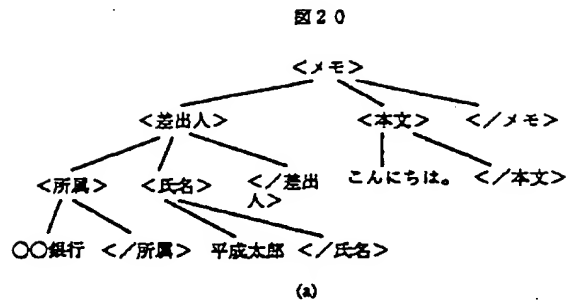 図20
<メモ>
<差出人> <本文> </メモ>
<所属> <氏名> </差出
人> こんにちは。 </本文>
○○銀行 </所属> 平成太郎 </氏名>
(a)